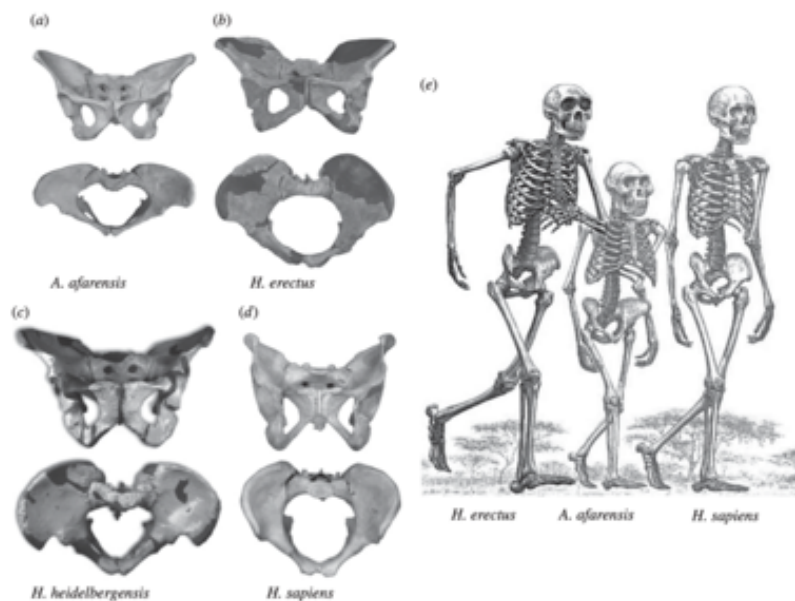 (a)
(b)
A. afarensis
H. erectus
(c)
(d)
H. heidelbergensis
H. sapiens
(e)
H. erectus
A. afarensis
H. sapiens